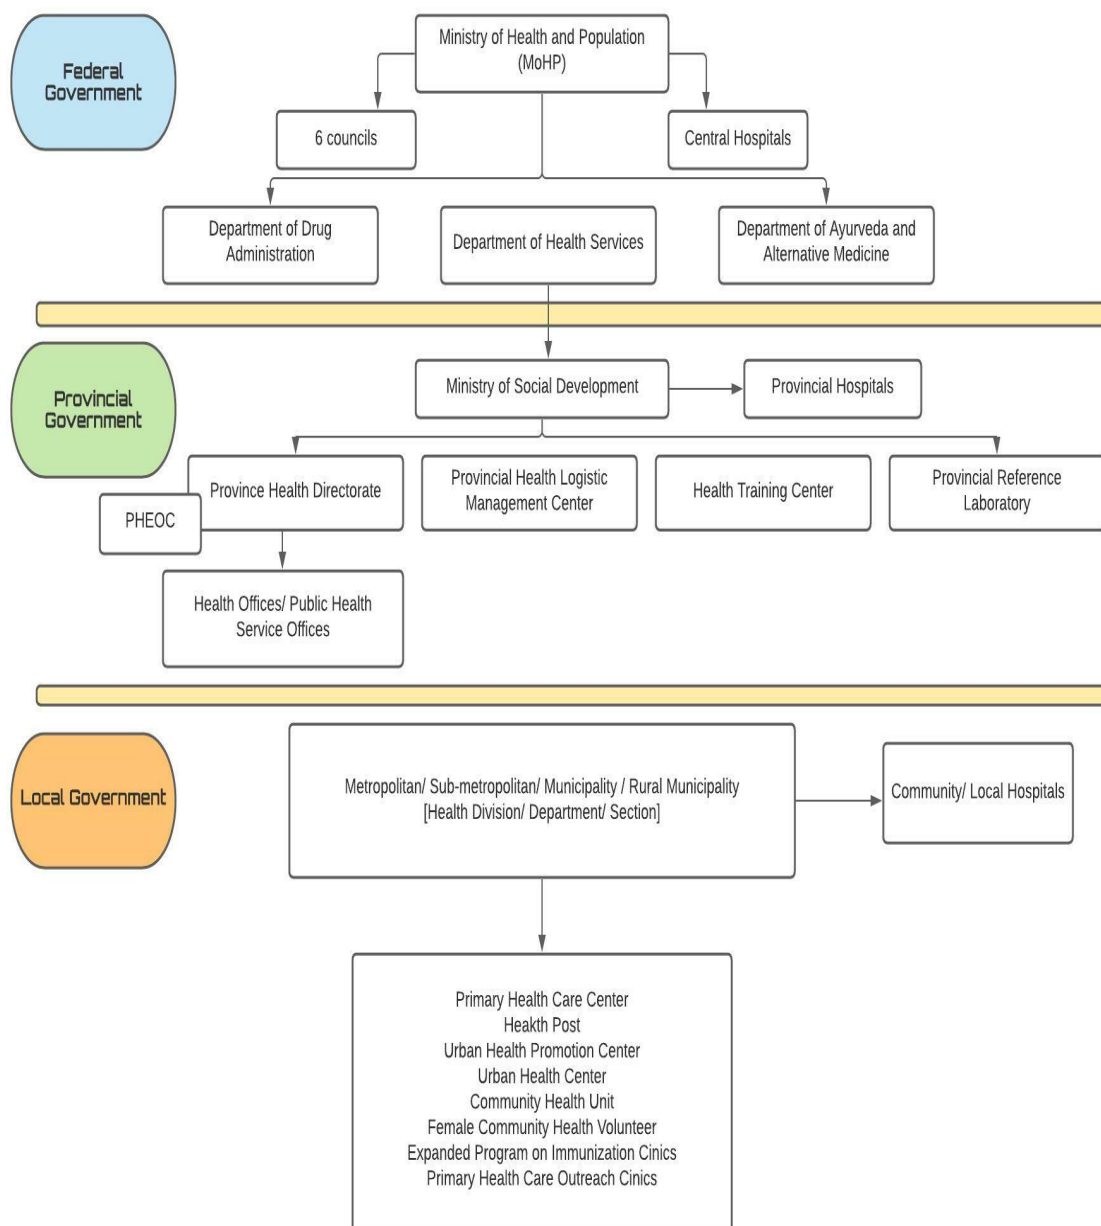 Federal
Government
Ministry of Health and Population
(MoHP)
6 councils
Central Hospitals
Department of Drug
Administration
Department of Health Services
Department of Ayurveda and
Alternative Medicine
Provincial
Government
Ministry of Social Development
Provincial Hospitals
Province Health Directorate
PHEOC
Provincial Health Logistic
Management Center
Health Training Center
Provincial Reference
Laboratory
Health Offices/ Public Health
Service Offices
Local Government
Metropolitan/ Sub-metropolitan/ Municipality / Rural Municipality
[Health Division/ Department/ Section]
Community/ Local Hospitals
Primary Health Care Center
Heakth Post
Urban Health Promotion Center
Urban Health Center
Community Health Unit
Female Community Health Volunteer
Expanded Program on Immunization Cinics
Primary Health Care Outreach Clinics